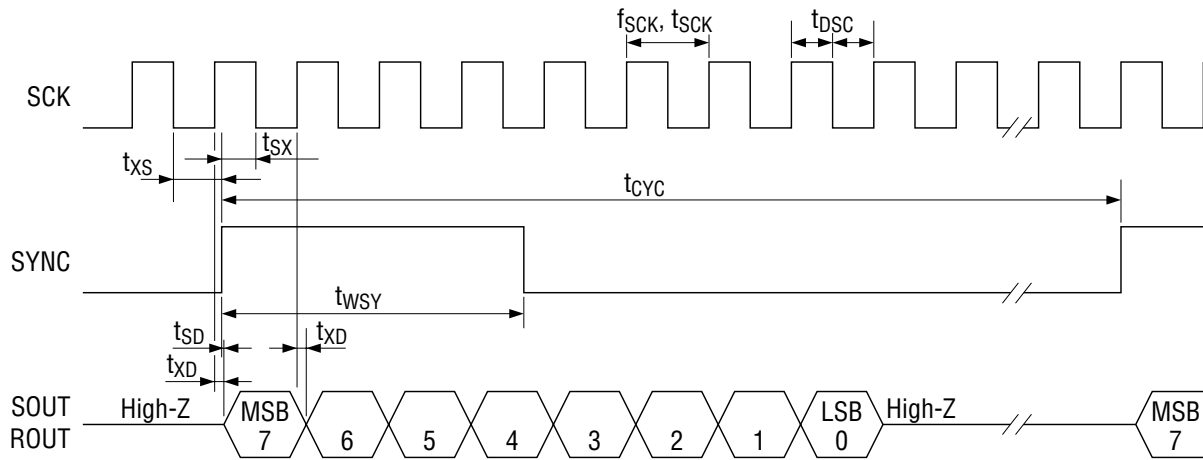 fSCK, tSCK
tDSC
SCK
tSX
tXS
tCYC
SYNC
tWSY
tSD
tXD
tXD
SOUT
ROUT
High-Z
MSB
7
6
5
4
3
2
1
LSB
0
High-Z
MSB
7